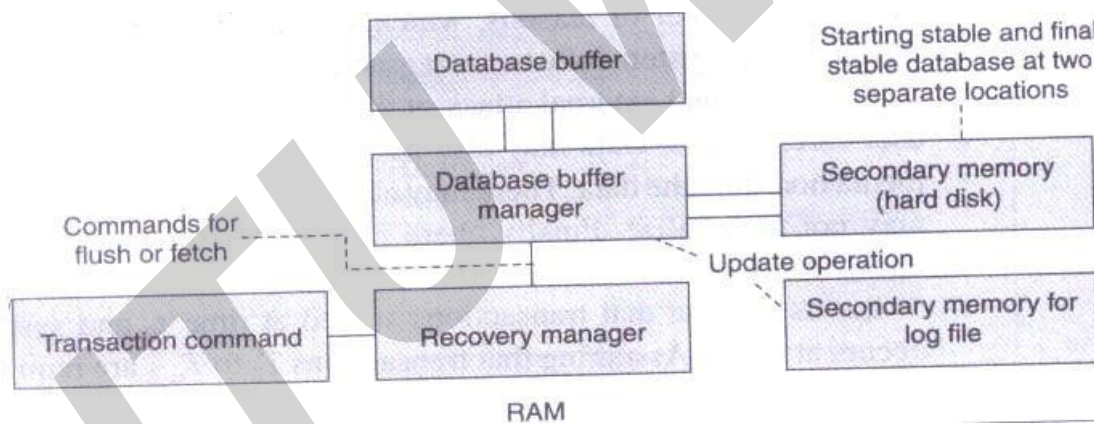 Database buffer
Starting stable and final
stable database at two
separate locations
Database buffer
manager
Secondary memory
(hard disk)
Commands for
flush or fetch
Update operation
Transaction command
Recovery manager
Secondary memory for
log file
RAM